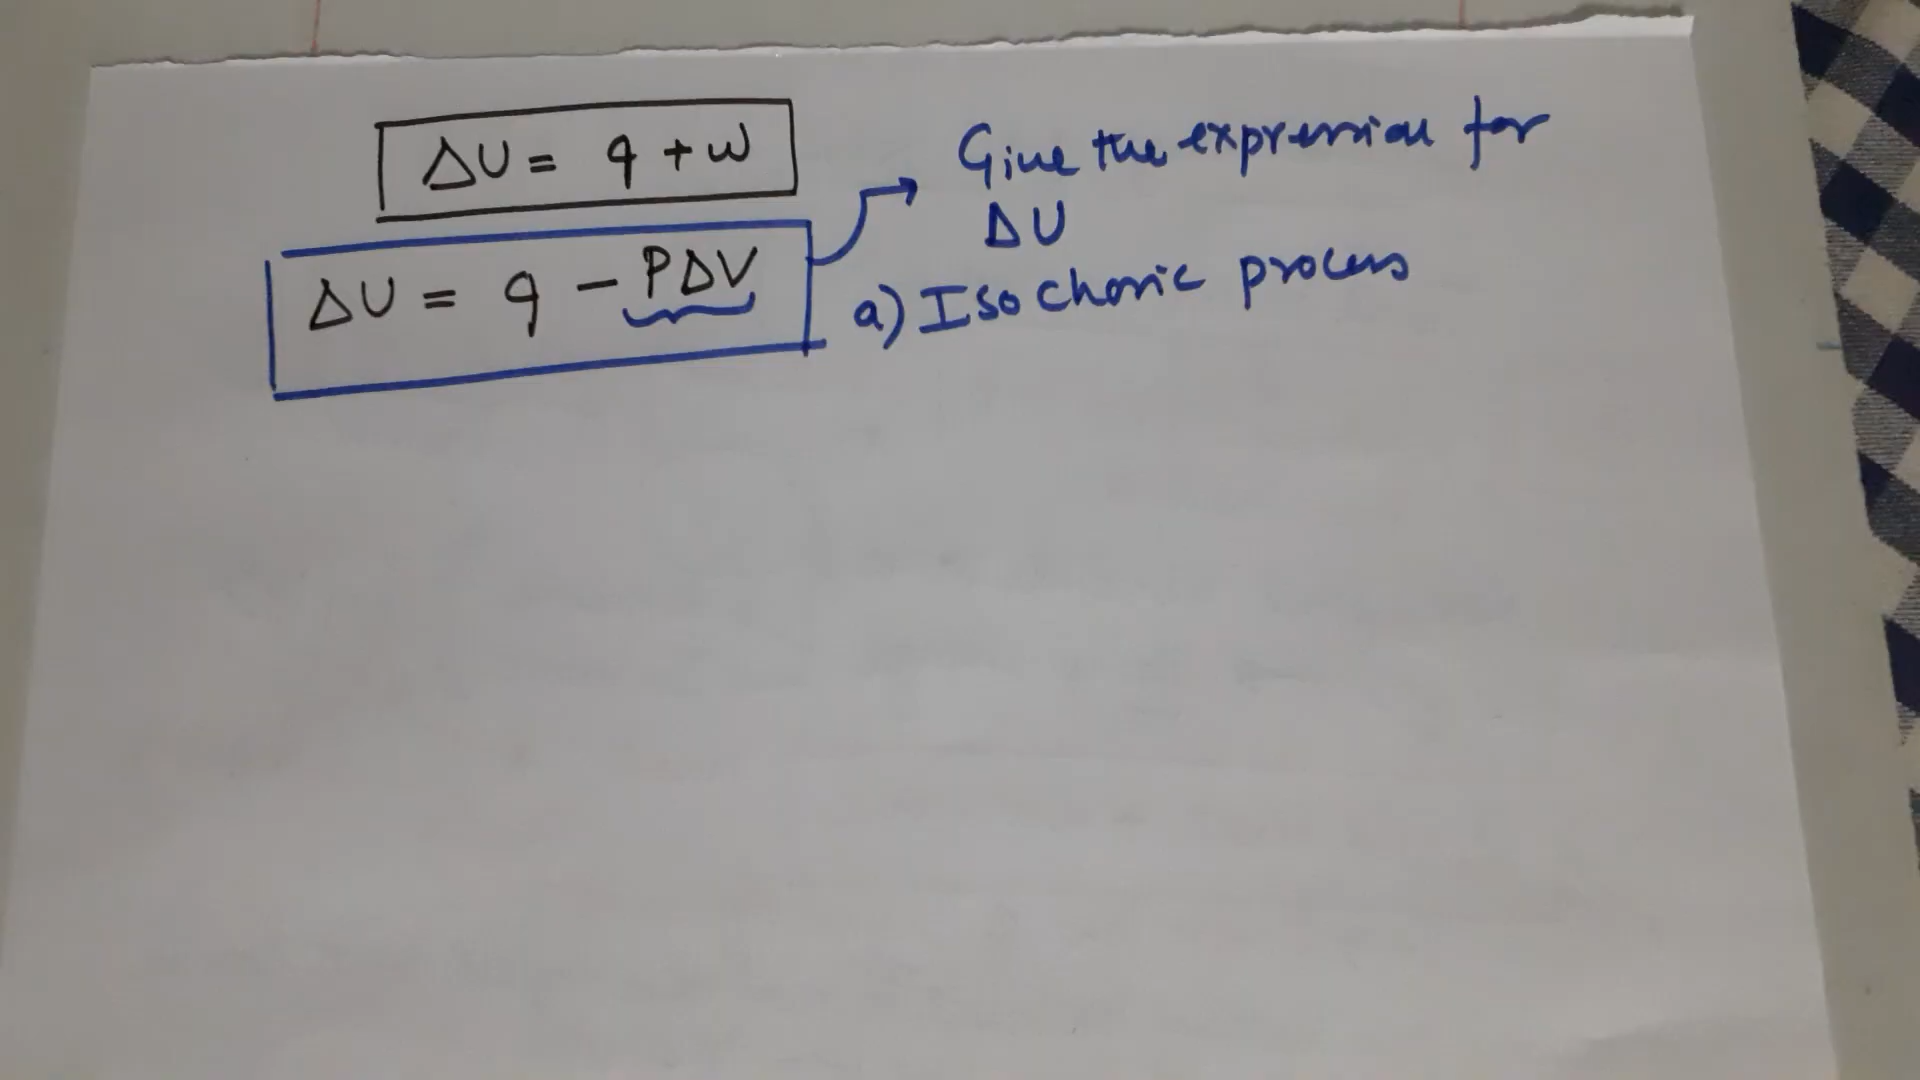 ΔU = q + w
ΔU = q - PΔV
Give the expression for
ΔU
a) Isochoric process